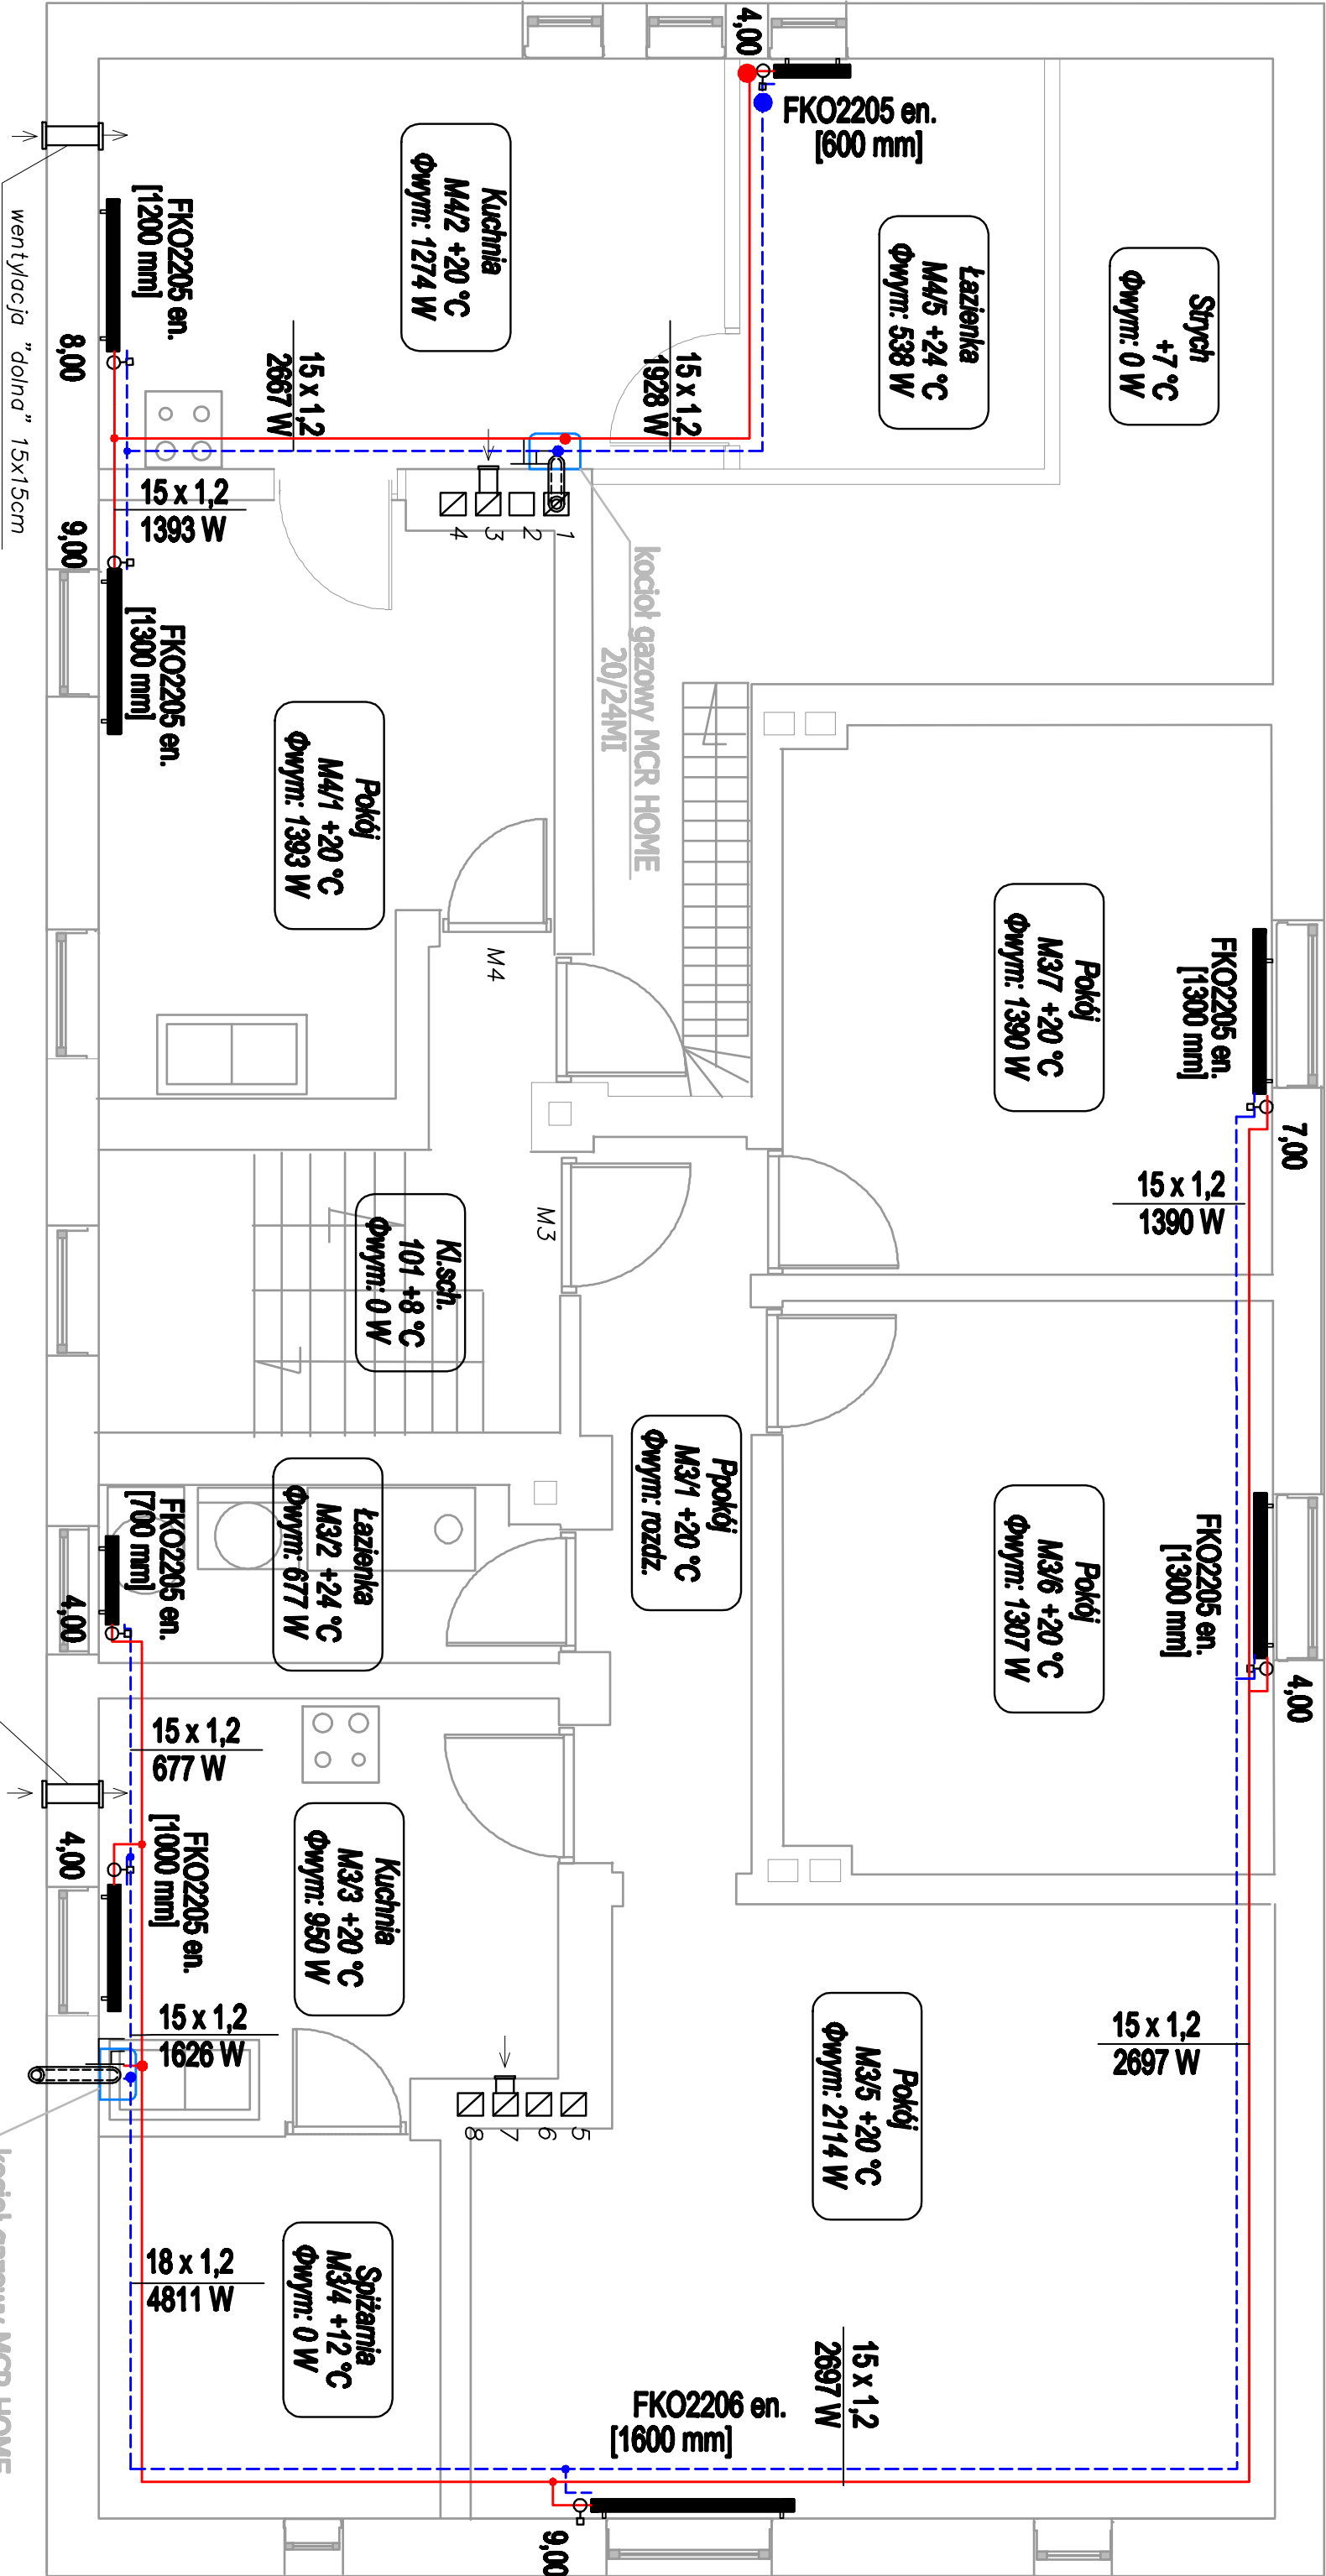 4,00
FKO2205 en.
[600 mm]
Strych
+7 °C
Φwym: 0 W
Łazienka
M4/5 +24 °C
Φwym: 538 W
Kuchnia
M4/2 +20 °C
Φwym: 1274 W
FKO2205 en.
[1200 mm]
wentylacja "dolna" 15x15cm
8,00
15 x 1,2
2667 W
15 x 1,2
1928 W
15 x 1,2
1393 W
9,00
1
2
3
4
kocioł gazowy MCR HOME
20/24MI
FKO2205 en.
[1300 mm]
Pokój
M4/1 +20 °C
Φwym: 1393 W
M4
Pokój
M3/7 +20 °C
Φwym: 1390 W
FKO2205 en.
[1300 mm]
7,00
15 x 1,2
1390 W
M3
Kl.sch.
101 +8 °C
Φwym: 0 W
Ppokój
M3/1 +20 °C
Φwym: rozdz.
Pokój
M3/6 +20 °C
Φwym: 1307 W
FKO2205 en.
[1300 mm]
4,00
Łazienka
M3/2 +24 °C
Φwym: 677 W
FKO2205 en.
[700 mm]
4,00
15 x 1,2
677 W
Kuchnia
M3/3 +20 °C
Φwym: 950 W
FKO2205 en.
[1000 mm]
4,00
15 x 1,2
1626 W
5
6
7
8
Pokój
M3/5 +20 °C
Φwym: 2114 W
15 x 1,2
2697 W
Spiżarnia
M3/4 +12 °C
Φwym: 0 W
18 x 1,2
4811 W
15 x 1,2
2697 W
FKO2206 en.
[1600 mm]
9,00
kocioł gazowy MCR HOME